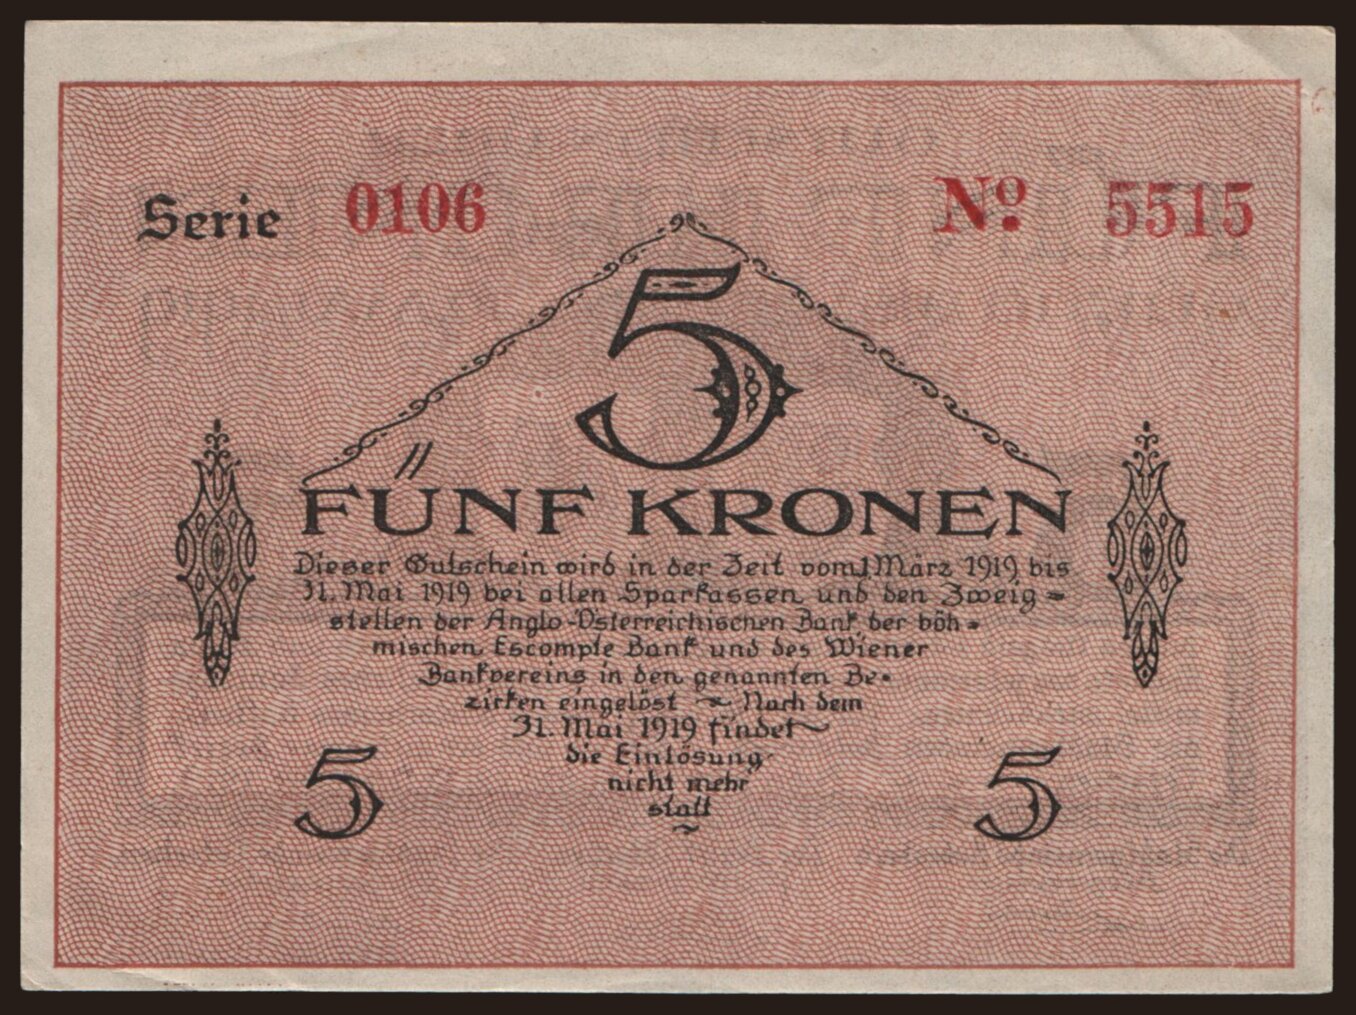 Serie 0106 Nº 5515
5
FÜNF KRONEN
Dieser Gutschein wird in der Zeit vom 1 März 1919 bis
31. Mai 1919 bei allen Sparkassen und den Zweig=
stellen der Anglo-Österreichischen Bank der böh=
mischen Escompte Bank und des Wiener
Bankvereins in den genannten Be=
zirken eingelöst ~ Nach dem
31. Mai 1919 findet
die Einlösung
nicht mehr
statt
5 5